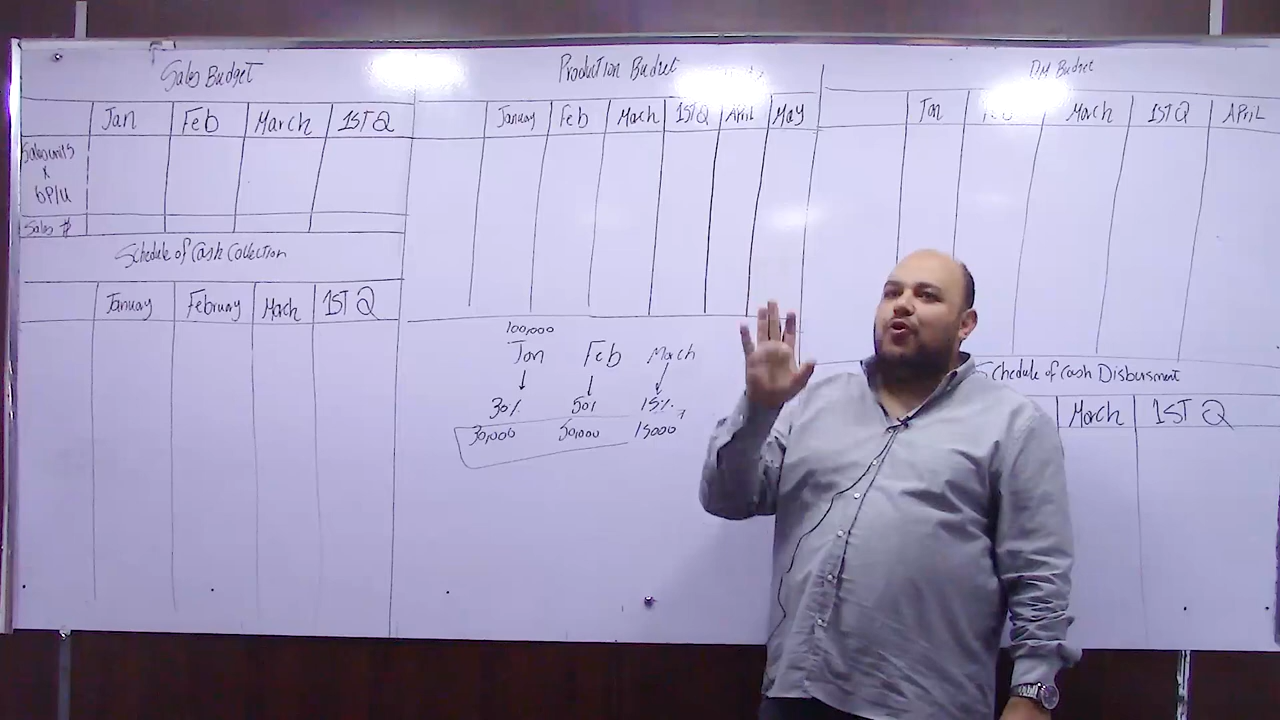 Sales Budget
Jan Feb March 1ST Q
Sales units
x
Sales $
Schedule of Cash Collection
January February March 1ST Q
Production Budget
January Feb March 1ST Q April May
100,000
Jan Feb March
30% 50% 15%
30,000 50,000 15000
DM Budget
Jan March 1ST Q APRIL
Schedule of Cash Disbursment
March 1ST Q